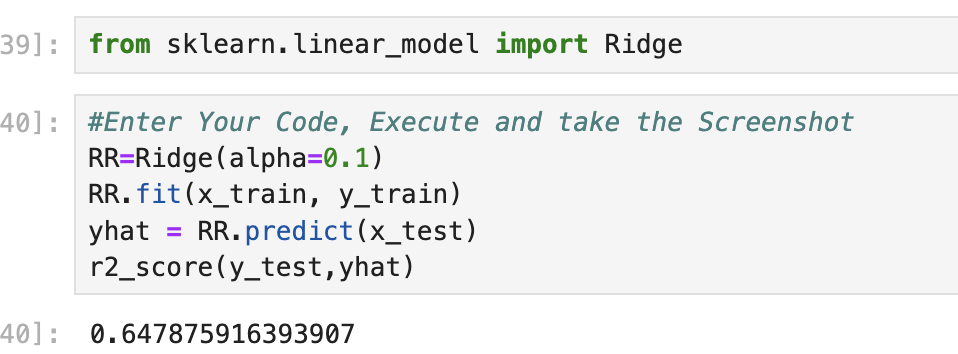 39]: from sklearn.linear_model import Ridge
40]: #Enter Your Code, Execute and take the Screenshot
RR=Ridge(alpha=0.1)
RR.fit(x_train, y_train)
yhat = RR.predict(x_test)
r2_score(y_test,yhat)
40]: 0.647875916393907